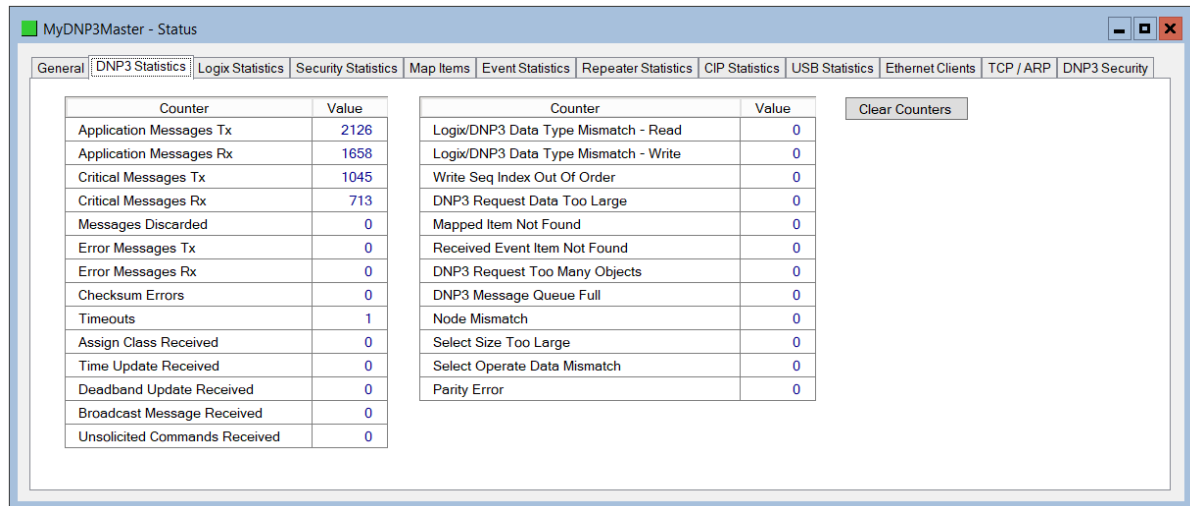 MyDNP3Master - Status
General DNP3 Statistics Logix Statistics Security Statistics Map Items Event Statistics Repeater Statistics CIP Statistics USB Statistics Ethernet Clients TCP / ARP DNP3 Security
Counter Value
Application Messages Tx 2126
Application Messages Rx 1658
Critical Messages Tx 1045
Critical Messages Rx 713
Messages Discarded 0
Error Messages Tx 0
Error Messages Rx 0
Checksum Errors 0
Timeouts 1
Assign Class Received 0
Time Update Received 0
Deadband Update Received 0
Broadcast Message Received 0
Unsolicited Commands Received 0
Counter Value
Logix/DNP3 Data Type Mismatch - Read 0
Logix/DNP3 Data Type Mismatch - Write 0
Write Seq Index Out Of Order 0
DNP3 Request Data Too Large 0
Mapped Item Not Found 0
Received Event Item Not Found 0
DNP3 Request Too Many Objects 0
DNP3 Message Queue Full 0
Node Mismatch 0
Select Size Too Large 0
Select Operate Data Mismatch 0
Parity Error 0
Clear Counters